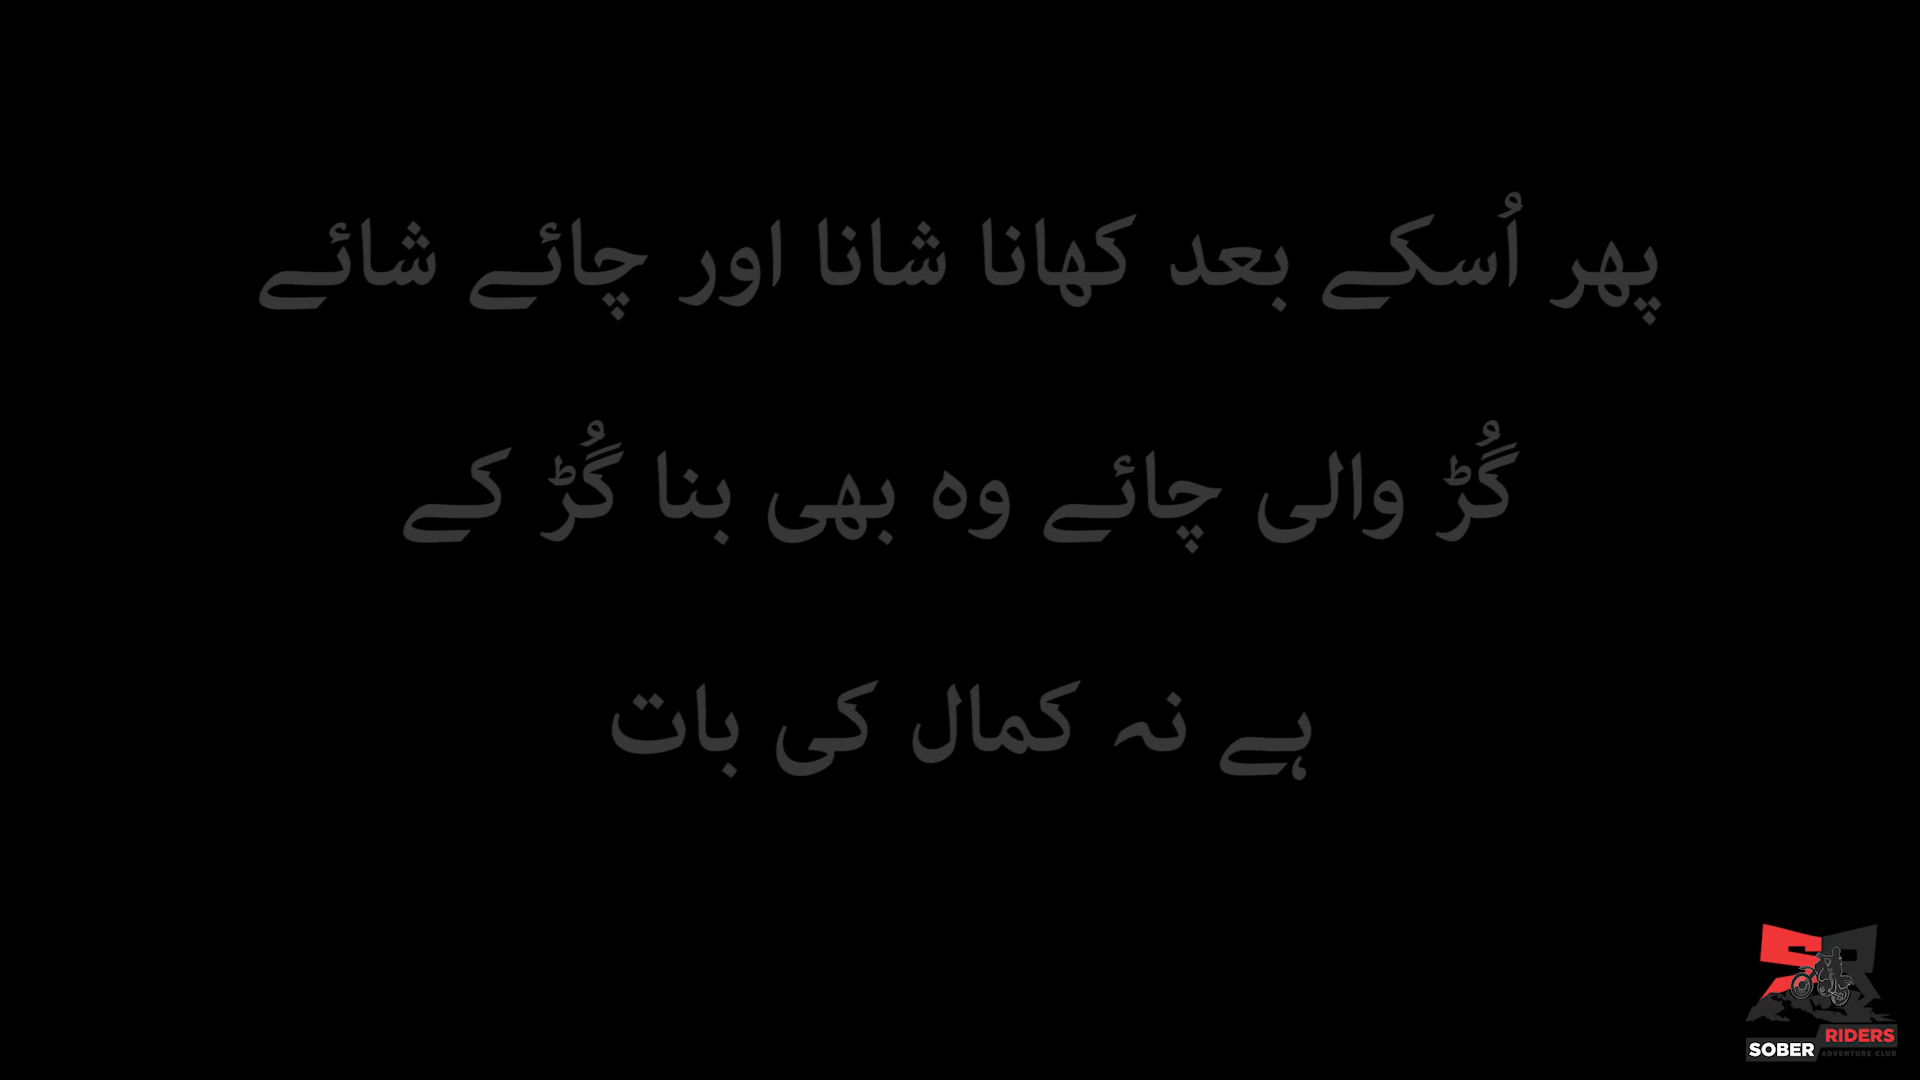 پھر اُسکے بعد کھانا شانا اور چائے شائے
گُڑ والی چائے وہ بھی بنا گُڑ کے
ہے نہ کمال کی بات
SR
RIDERS
SOBER
ADVENTURE CLUB